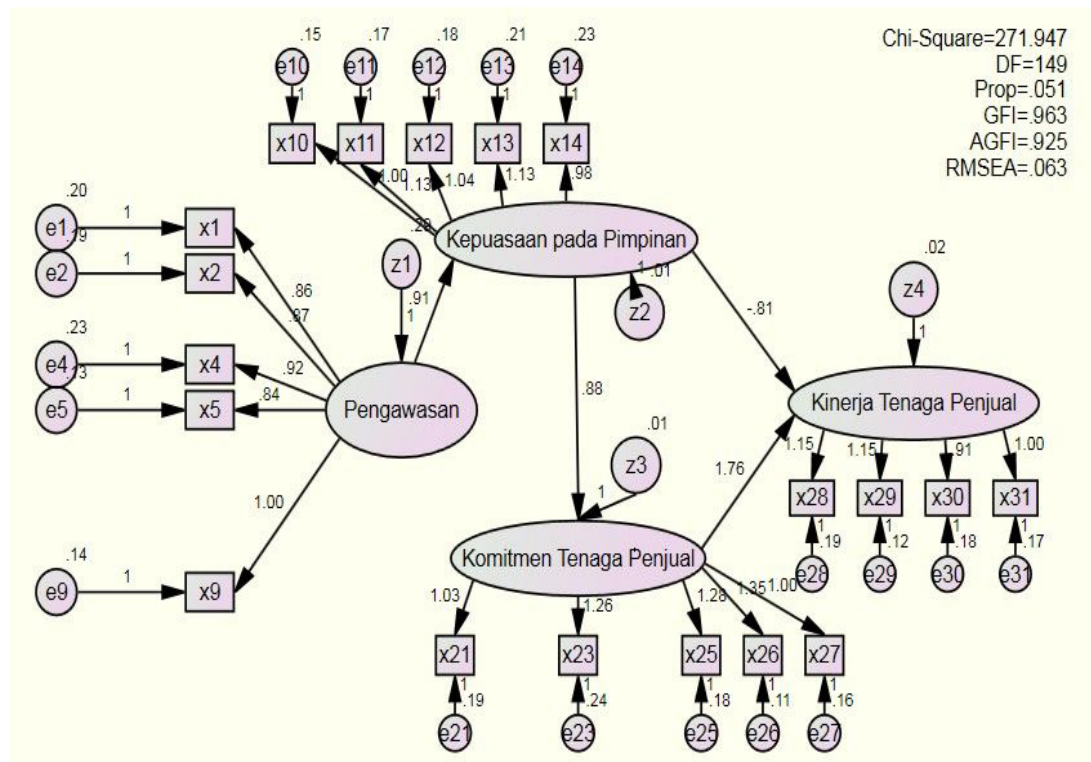 Chi-Square=271.947
DF=149
Prop=.051
GFI=.963
AGFI=.925
RMSEA=.063
.15 .17 .18 .21 .23
e10 e11 e12 e13 e14
1 1 1 1 1
x10 x11 x12 x13 x14
1.00 1.13 1.04 1.13 .98
.20
e1 1 x1
.19
e2 1 x2
.23
e4 1 x4
.13
e5 1 x5
.14
e9 1 x9
.86
.87
.92
.84
1.00
Pengawasan
z1
.29
1
.91
Kepuasaan pada Pimpinan
1 .01
z2
-.81
.88
.02
z4
1
Kinerja Tenaga Penjual
1.15 1.15 .91 1.00
x28 x29 x30 x31
1 1 1 1
.19 .12 .18 .17
e28 e29 e30 e31
.01
z3
1
1.76
Komitmen Tenaga Penjual
1.03 1.26 1.28 1.35 1.00
x21 x23 x25 x26 x27
1 1 1 1 1
.19 .24 .18 .11 .16
e21 e23 e25 e26 e27